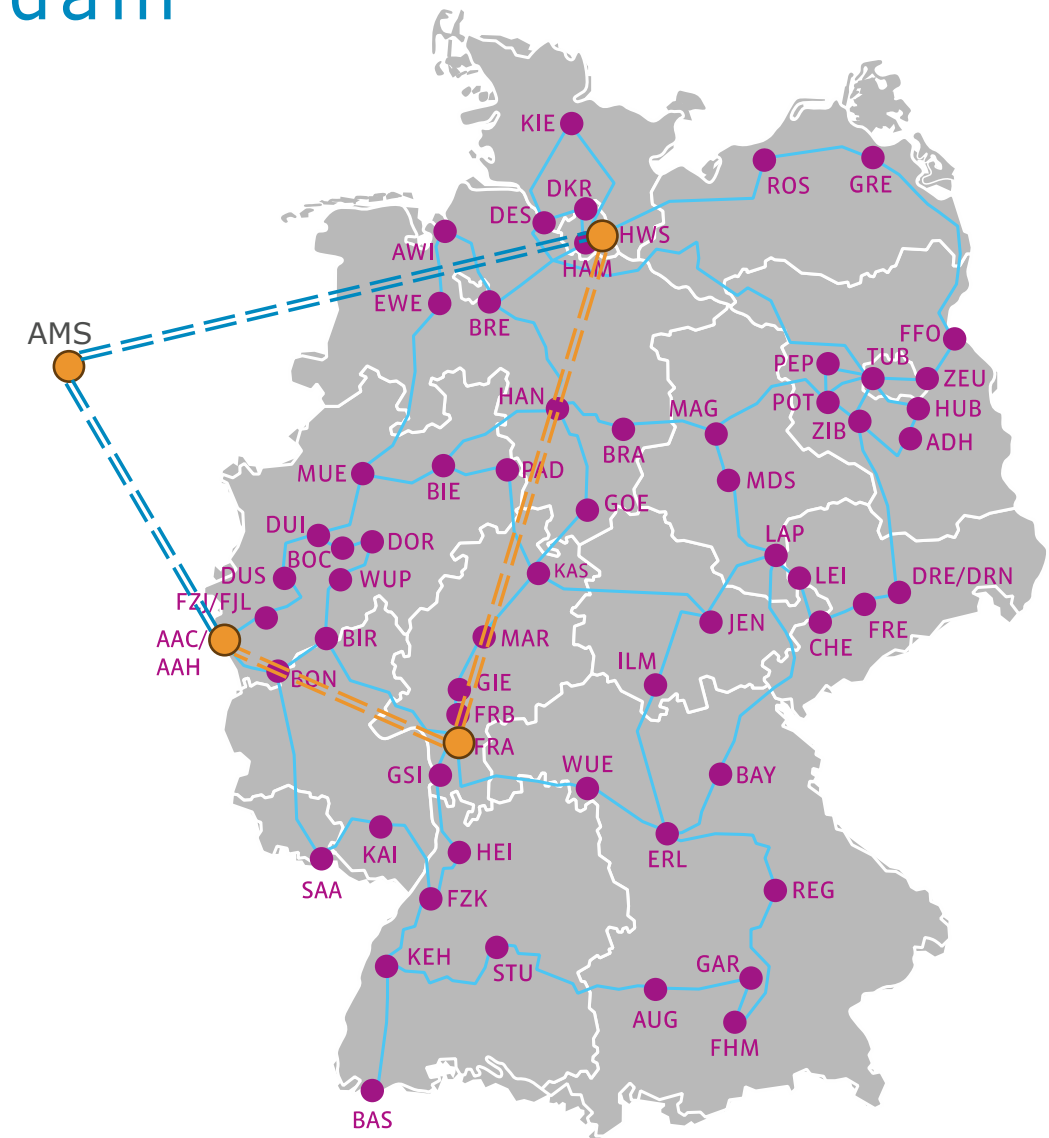 dam
KIE
ROS
GRE
DKR
DES
HWS
AWI
HAM
EWE
BRE
AMS
FFO
TUB
PEP
ZEU
HAN
MAG
POT
HUB
ZIB
ADH
BRA
MUE
BIE
PAD
MDS
GOE
DUI
BOC
DOR
LAP
DUS
WUP
KAS
LEI
DRE/DRN
FZJ/FJL
FRE
AAC/
AAH
BIR
MAR
JEN
CHE
ILM
BON
GIE
FRB
FRA
WUE
GSI
BAY
KAI
HEI
ERL
SAA
FZK
REG
KEH
STU
GAR
AUG
FHM
BAS